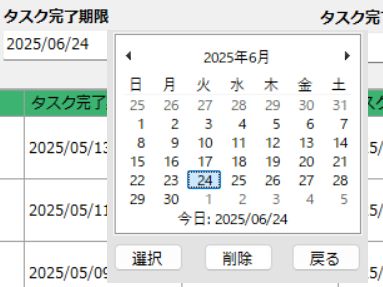 タスク完了期限
タスク完
2025/06/24
2025年6月
日 月 火 水 木 金 土
25 26 27 28 29 30 31
1 2 3 4 5 6 7
8 9 10 11 12 13 14
15 16 17 18 19 20 21
22 23 24 25 26 27 28
29 30 1 2 3 4 5
今日: 2025/06/24
選択 削除 戻る
タスク完了
2025/05/13
2025/05/11
2025/05/09